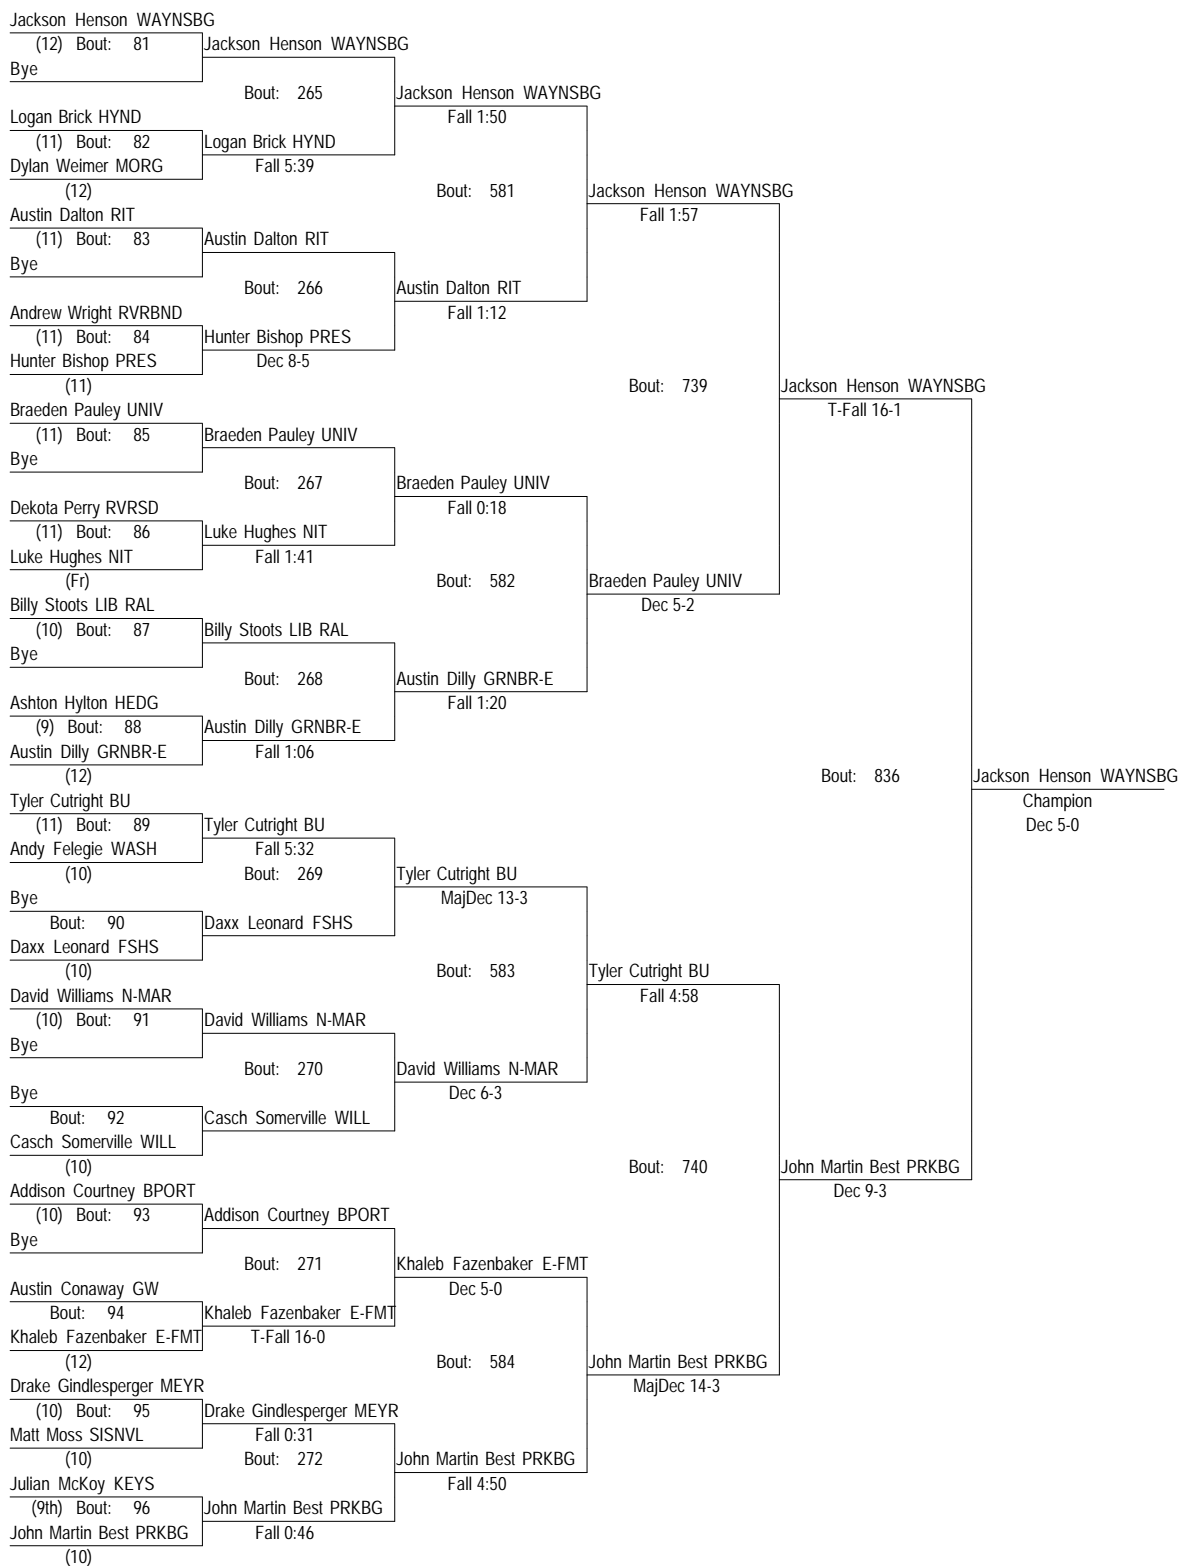 Jackson Henson WAYNSBG
(12) Bout: 81 Jackson Henson WAYNSBG
Bye
Bout: 265 Jackson Henson WAYNSBG
Logan Brick HYND Fall 1:50
(11) Bout: 82 Logan Brick HYND
Dylan Weimer MORG Fall 5:39
(12) Bout: 581 Jackson Henson WAYNSBG
Austin Dalton RIT Fall 1:57
(11) Bout: 83 Austin Dalton RIT
Bye
Bout: 266 Austin Dalton RIT
Andrew Wright RVRBND Fall 1:12
(11) Bout: 84 Hunter Bishop PRES
Hunter Bishop PRES Dec 8-5
(11) Bout: 739 Jackson Henson WAYNSBG
Braeden Pauley UNIV T-Fall 16-1
(11) Bout: 85 Braeden Pauley UNIV
Bye
Bout: 267 Braeden Pauley UNIV
Dekota Perry RVRSD Fall 0:18
(11) Bout: 86 Luke Hughes NIT
Luke Hughes NIT Fall 1:41
(Fr) Bout: 582 Braeden Pauley UNIV
Billy Stoots LIB RAL Dec 5-2
(10) Bout: 87 Billy Stoots LIB RAL
Bye
Bout: 268 Austin Dilly GRNBR-E
Ashton Hylton HEDG Fall 1:20
(9) Bout: 88 Austin Dilly GRNBR-E
Austin Dilly GRNBR-E Fall 1:06
(12) Bout: 836 Jackson Henson WAYNSBG
Tyler Cutright BU Champion
(11) Bout: 89 Tyler Cutright BU Dec 5-0
Andy Felegie WASH Fall 5:32
(10) Bout: 269 Tyler Cutright BU
Bye MajDec 13-3
Bout: 90 Daxx Leonard FSHS
Daxx Leonard FSHS
(10) Bout: 583 Tyler Cutright BU
David Williams N-MAR Fall 4:58
(10) Bout: 91 David Williams N-MAR
Bye
Bout: 270 David Williams N-MAR
Bye Dec 6-3
Bout: 92 Casch Somerville WILL
Casch Somerville WILL
(10) Bout: 740 John Martin Best PRKBG
Addison Courtney BPORT Dec 9-3
(10) Bout: 93 Addison Courtney BPORT
Bye
Bout: 271 Khaleb Fazenbaker E-FMT
Austin Conaway GW Dec 5-0
Bout: 94 Khaleb Fazenbaker E-FMT
Khaleb Fazenbaker E-FMT T-Fall 16-0
(12) Bout: 584 John Martin Best PRKBG
Drake Gindlesperger MEYR MajDec 14-3
(10) Bout: 95 Drake Gindlesperger MEYR
Matt Moss SISNVL Fall 0:31
(10) Bout: 272 John Martin Best PRKBG
Julian McKoy KEYS Fall 4:50
(9th) Bout: 96 John Martin Best PRKBG
John Martin Best PRKBG Fall 0:46
(10)